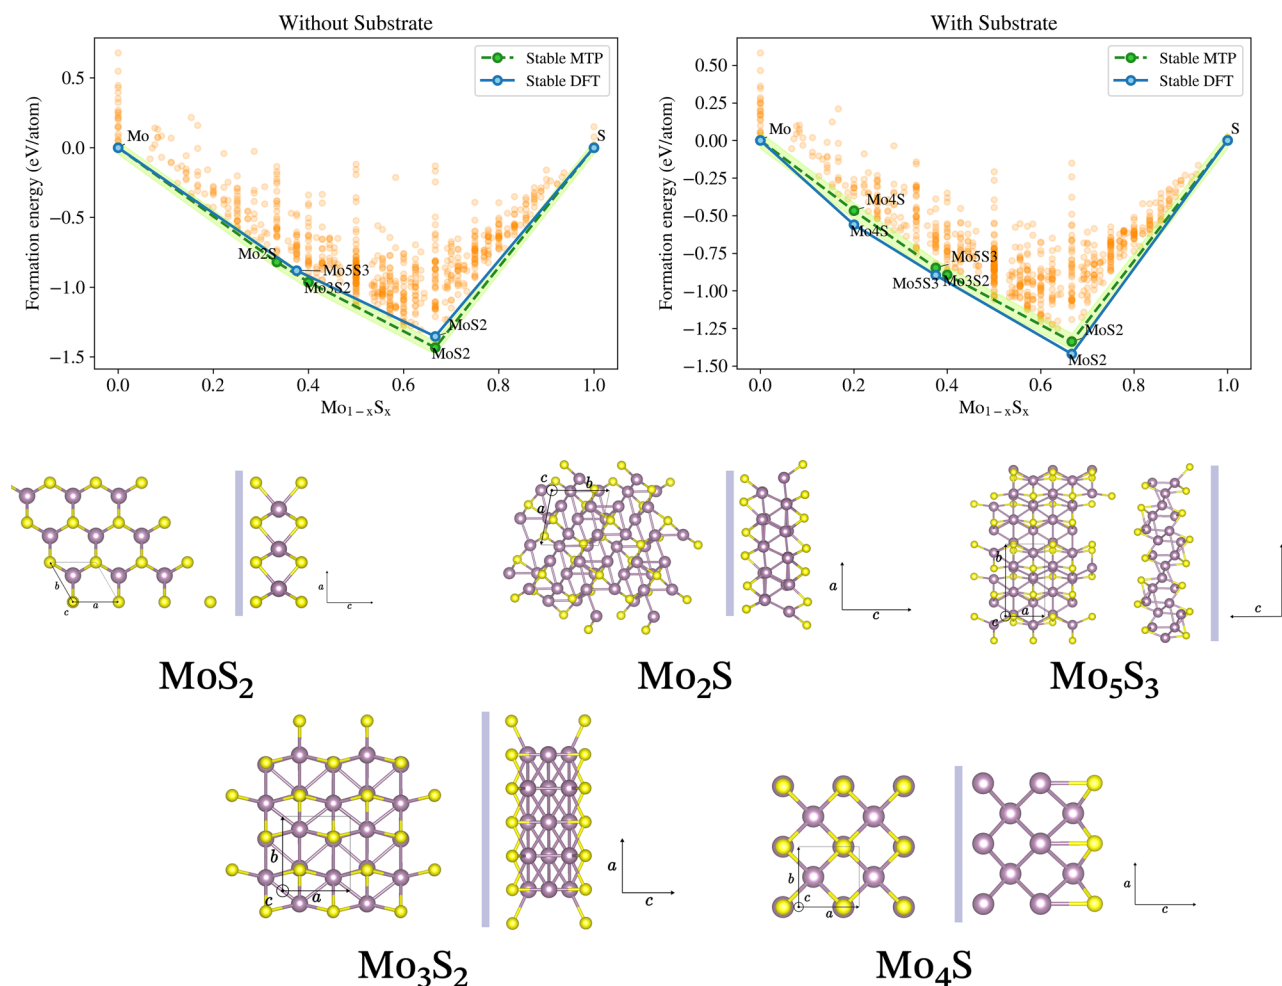 Without Substrate
Stable MTP
Stable DFT
Formation energy (eV/atom)
0.5
0.0
−0.5
−1.0
−1.5
Mo
S
Mo2S
Mo5S3
Mo3S2
MoS2
MoS2
0.0 0.2 0.4 0.6 0.8 1.0
Mo₁₋ₓSₓ
With Substrate
Stable MTP
Stable DFT
Formation energy (eV/atom)
0.50
0.25
0.00
−0.25
−0.50
−0.75
−1.00
−1.25
−1.50
Mo
S
Mo4S
Mo4S
Mo5S3
Mo5S3
Mo3S2
MoS2
MoS2
0.0 0.2 0.4 0.6 0.8 1.0
Mo₁₋ₓSₓ
b
a
c
a
c
MoS₂
c
b
a
a
c
Mo₂S
b
a
c
c
Mo₅S₃
b
a
c
a
c
Mo₃S₂
b
c
a
a
c
Mo₄S